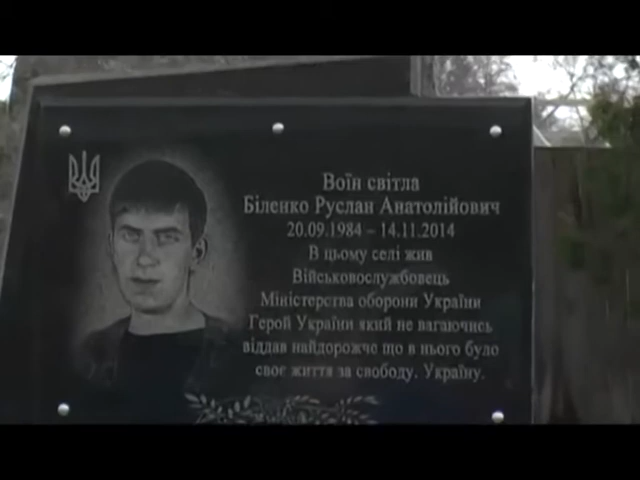 Воїн світла
Біленко Руслан Анатолійович
20.09.1984 – 14.11.2014
В цьому селі жив
Військовослужбовець
Міністерства оборони України
Герой України який не вагаючись
віддав найдорожче що в нього було
своє життя за свободу. Україну.